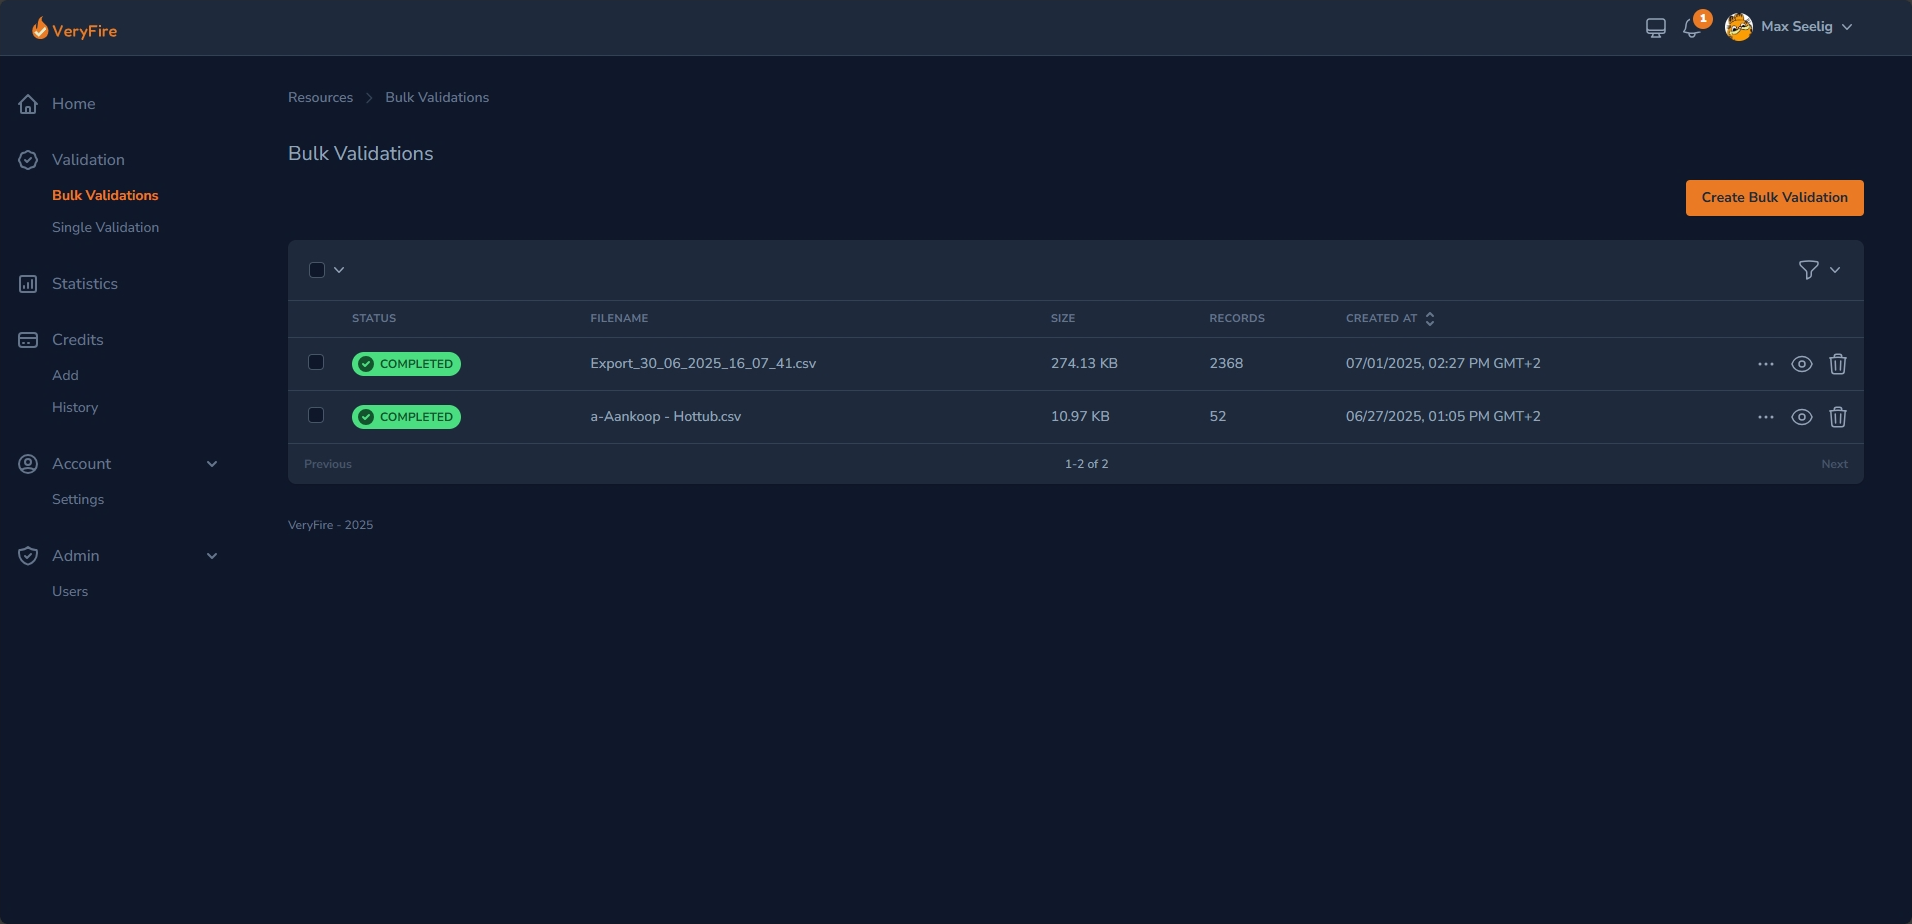 VeryFire
1
Max Seelig
Home
Validation
Bulk Validations
Single Validation
Statistics
Credits
Add
History
Account
Settings
Admin
Users
Resources
Bulk Validations
Bulk Validations
Create Bulk Validation
STATUS FILENAME SIZE RECORDS CREATED AT
COMPLETED Export_30_06_2025_16_07_41.csv 274.13 KB 2368 07/01/2025, 02:27 PM GMT+2
COMPLETED a-Aankoop - Hottub.csv 10.97 KB 52 06/27/2025, 01:05 PM GMT+2
Previous 1-2 of 2 Next
VeryFire - 2025